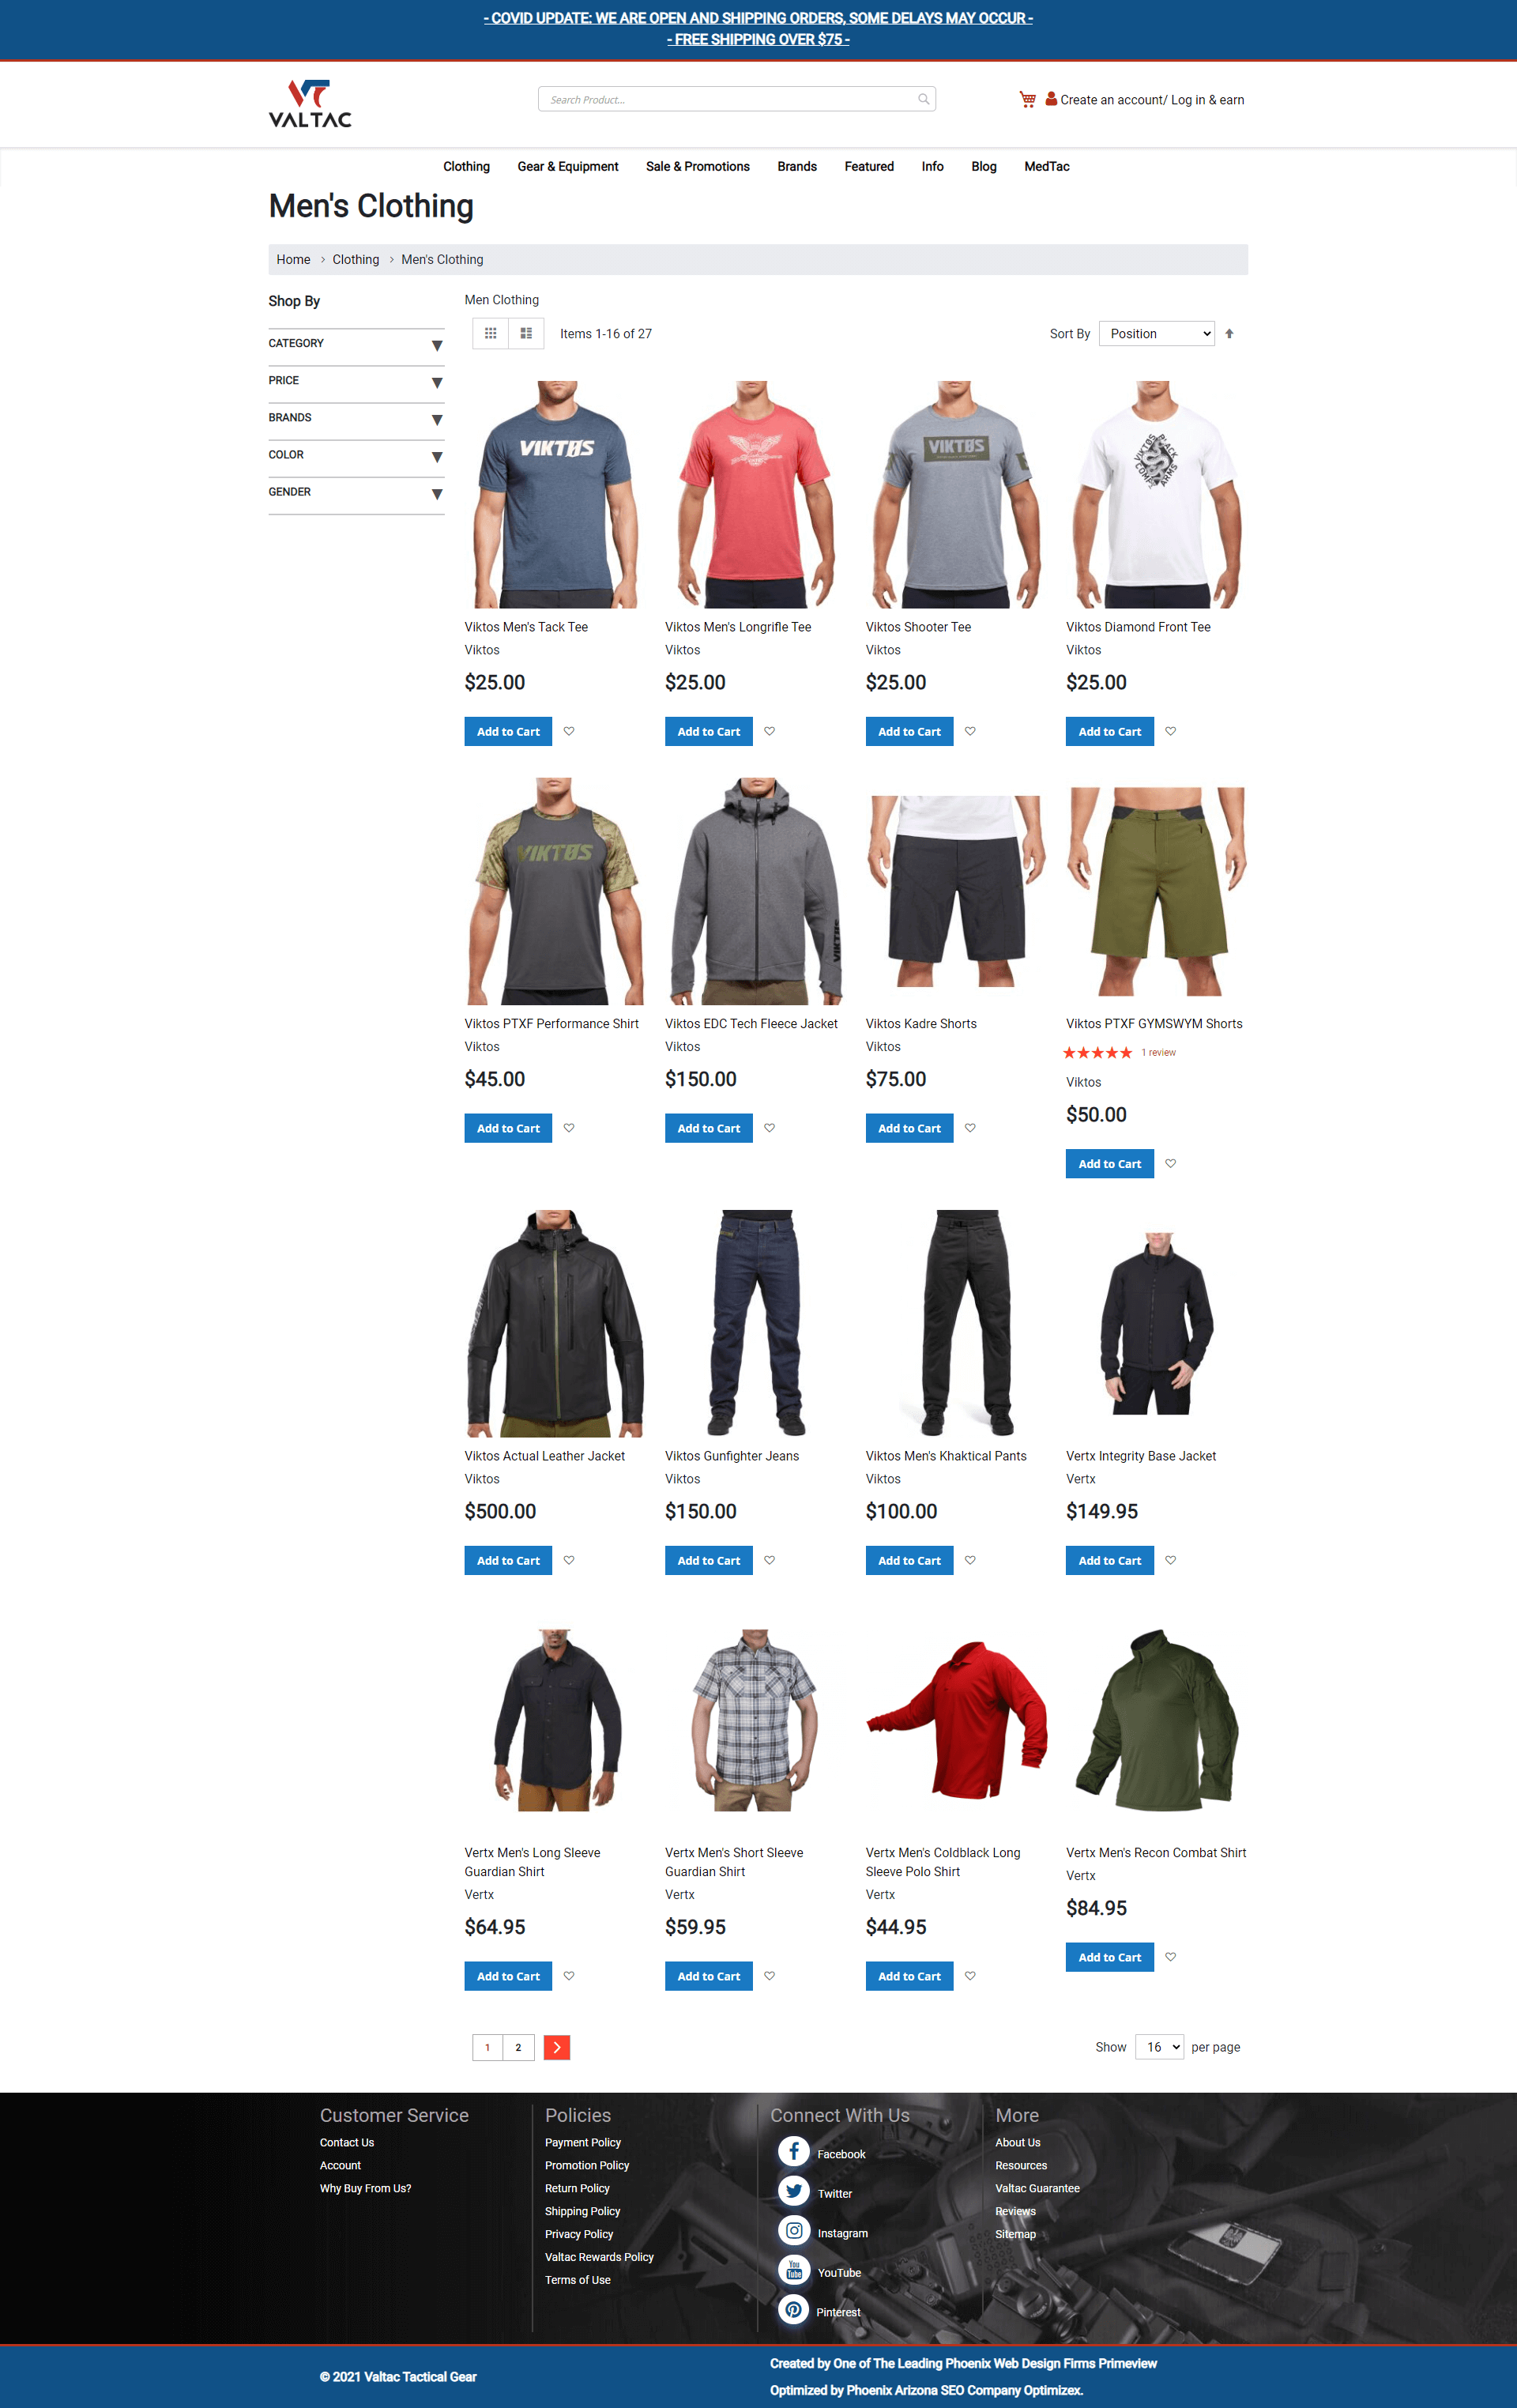 - COVID UPDATE: WE ARE OPEN AND SHIPPING ORDERS, SOME DELAYS MAY OCCUR -
- FREE SHIPPING OVER $75 -
VALTAC
Search Product...
Create an account/ Log in & earn
Clothing Gear & Equipment Sale & Promotions Brands Featured Info Blog MedTac
Men's Clothing
Home > Clothing > Men's Clothing
Shop By
CATEGORY
PRICE
BRANDS
COLOR
GENDER
Men Clothing
Items 1-16 of 27
Sort By Position
VIKTØS
VIKTØS
Viktos Men's Tack Tee
Viktos
$25.00
Add to Cart
Viktos Men's Longrifle Tee
Viktos
$25.00
Add to Cart
Viktos Shooter Tee
Viktos
$25.00
Add to Cart
Viktos Diamond Front Tee
Viktos
$25.00
Add to Cart
VIKTØS
VIKTØS
Viktos PTXF Performance Shirt
Viktos
$45.00
Add to Cart
Viktos EDC Tech Fleece Jacket
Viktos
$150.00
Add to Cart
Viktos Kadre Shorts
Viktos
$75.00
Add to Cart
Viktos PTXF GYMSWYM Shorts
1 review
Viktos
$50.00
Add to Cart
Viktos Actual Leather Jacket
Viktos
$500.00
Add to Cart
Viktos Gunfighter Jeans
Viktos
$150.00
Add to Cart
Viktos Men's Khaktical Pants
Viktos
$100.00
Add to Cart
Vertx Integrity Base Jacket
Vertx
$149.95
Add to Cart
Vertx Men's Long Sleeve
Guardian Shirt
Vertx
$64.95
Add to Cart
Vertx Men's Short Sleeve
Guardian Shirt
Vertx
$59.95
Add to Cart
Vertx Men's Coldblack Long
Sleeve Polo Shirt
Vertx
$44.95
Add to Cart
Vertx Men's Recon Combat Shirt
Vertx
$84.95
Add to Cart
1 2
Show 16 per page
Customer Service
Contact Us
Account
Why Buy From Us?
Policies
Payment Policy
Promotion Policy
Return Policy
Shipping Policy
Privacy Policy
Valtac Rewards Policy
Terms of Use
Connect With Us
Facebook
Twitter
Instagram
You
Tube
YouTube
Pinterest
More
About Us
Resources
Valtac Guarantee
Reviews
Sitemap
© 2021 Valtac Tactical Gear
Created by One of The Leading Phoenix Web Design Firms Primeview
Optimized by Phoenix Arizona SEO Company Optimizex.